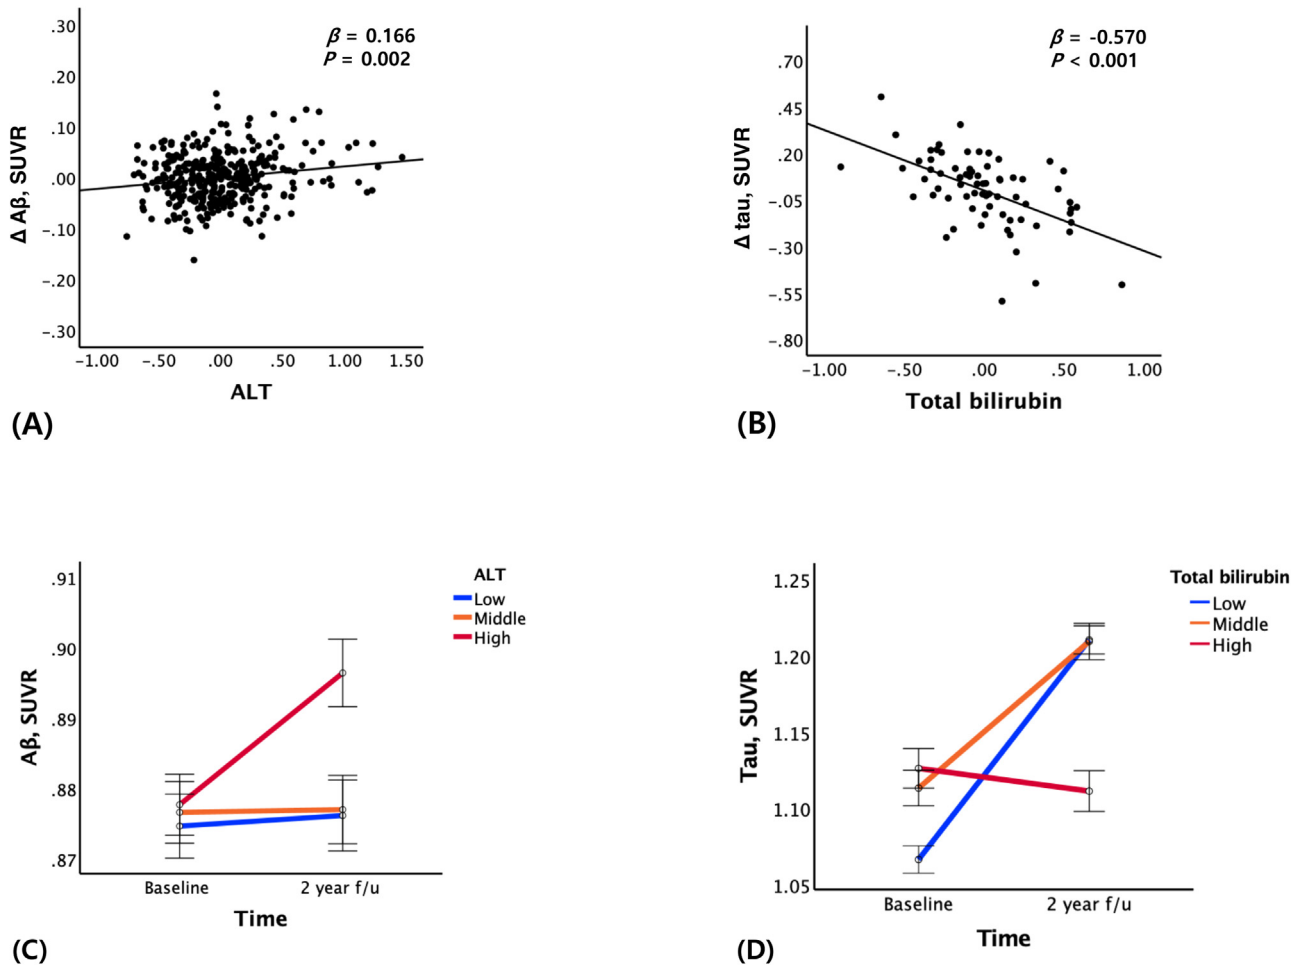 β = 0.166
P = 0.002
.30
.20
.10
.00
-.10
-.20
-.30
Δ Aβ, SUVR
-1.00 -.50 .00 .50 1.00 1.50
ALT
(A)
β = -0.570
P < 0.001
.70
.45
.20
-.05
-.30
-.55
-.80
Δ tau, SUVR
-1.00 -.50 .00 .50 1.00
Total bilirubin
(B)
.91
.90
.89
.88
.87
Aβ, SUVR
ALT
Low
Middle
High
Baseline 2 year f/u
Time
(C)
1.25
1.20
1.15
1.10
1.05
Tau, SUVR
Total bilirubin
Low
Middle
High
Baseline 2 year f/u
Time
(D)